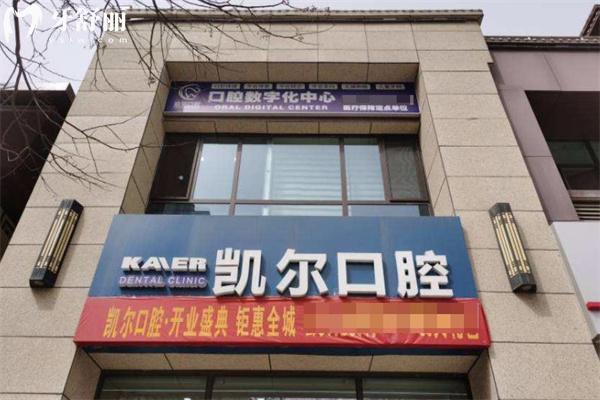 牙舒丽
口腔数字化中心
ORAL DIGITAL CENTER
医疗保障定点单位
KAIER
DENTAL CLINIC
凯尔口腔
凯尔口腔·开业盛典 钜惠全城